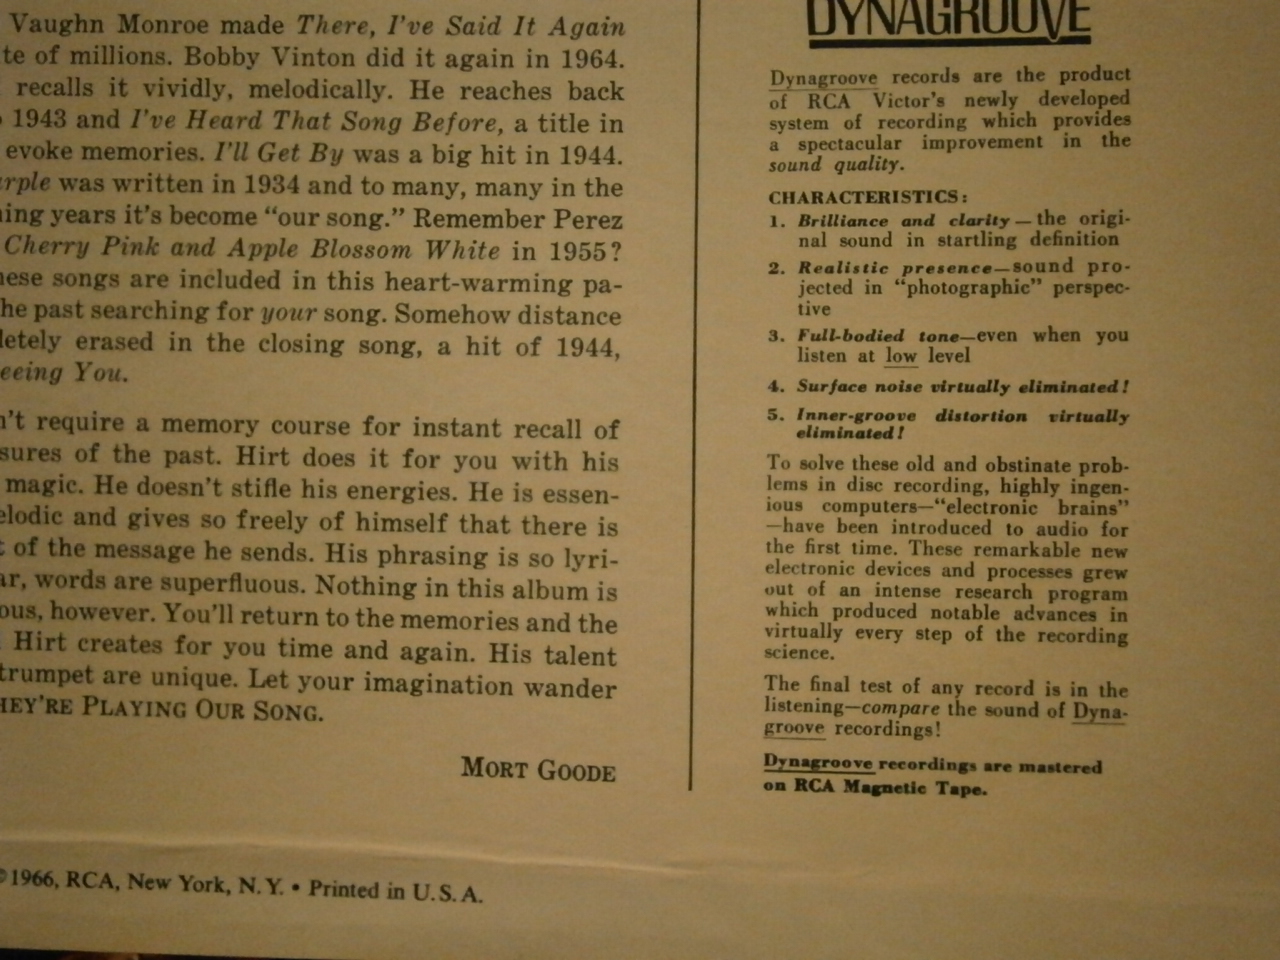 Vaughn Monroe made There, I've Said It Again
te of millions. Bobby Vinton did it again in 1964.
recalls it vividly, melodically. He reaches back
1943 and I've Heard That Song Before, a title in
evoke memories. I'll Get By was a big hit in 1944.
rple was written in 1934 and to many, many in the
ing years it's become “our song.” Remember Perez
Cherry Pink and Apple Blossom White in 1955?
ese songs are included in this heart-warming pa-
he past searching for your song. Somehow distance
letely erased in the closing song, a hit of 1944,
eeing You.
n't require a memory course for instant recall of
sures of the past. Hirt does it for you with his
magic. He doesn't stifle his energies. He is essen-
elodic and gives so freely of himself that there is
of the message he sends. His phrasing is so lyri-
ar, words are superfluous. Nothing in this album is
ous, however. You'll return to the memories and the
Hirt creates for you time and again. His talent
trumpet are unique. Let your imagination wander
HEY'RE PLAYING OUR SONG.
MORT GOODE
©1966, RCA, New York, N.Y. • Printed in U.S.A.
DYNAGROOVE
Dynagroove records are the product
of RCA Victor's newly developed
system of recording which provides
a spectacular improvement in the
sound quality.
CHARACTERISTICS:
1. Brilliance and clarity—the origi-
nal sound in startling definition
2. Realistic presence—sound pro-
jected in “photographic” perspec-
tive
3. Full-bodied tone—even when you
listen at low level
4. Surface noise virtually eliminated!
5. Inner-groove distortion virtually
eliminated!
To solve these old and obstinate prob-
lems in disc recording, highly ingen-
ious computers—“electronic brains”
—have been introduced to audio for
the first time. These remarkable new
electronic devices and processes grew
out of an intense research program
which produced notable advances in
virtually every step of the recording
science.
The final test of any record is in the
listening—compare the sound of Dyna-
groove recordings!
Dynagroove recordings are mastered
on RCA Magnetic Tape.